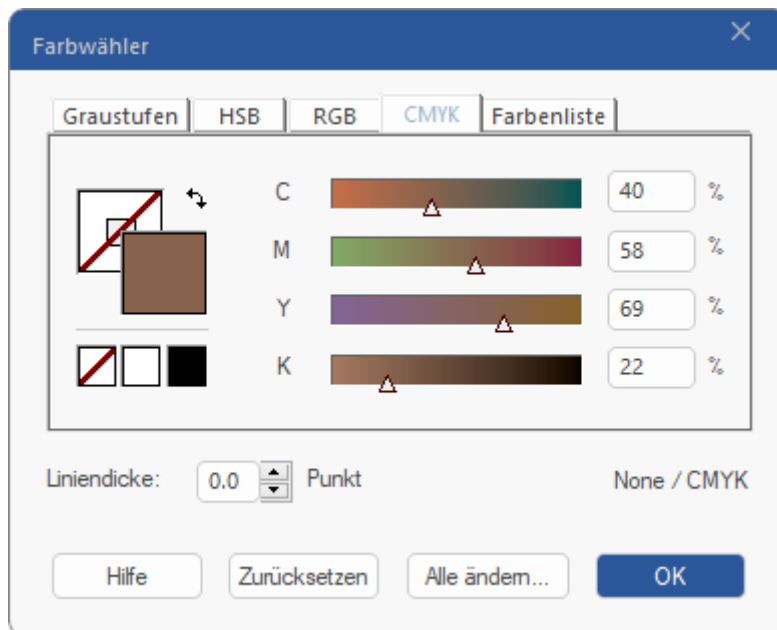 Farbwähler
Graustufen HSB RGB CMYK Farbenliste
C 40 %
M 58 %
Y 69 %
K 22 %
Liniendicke: 0.0 Punkt None / CMYK
Hilfe Zurücksetzen Alle ändern... OK